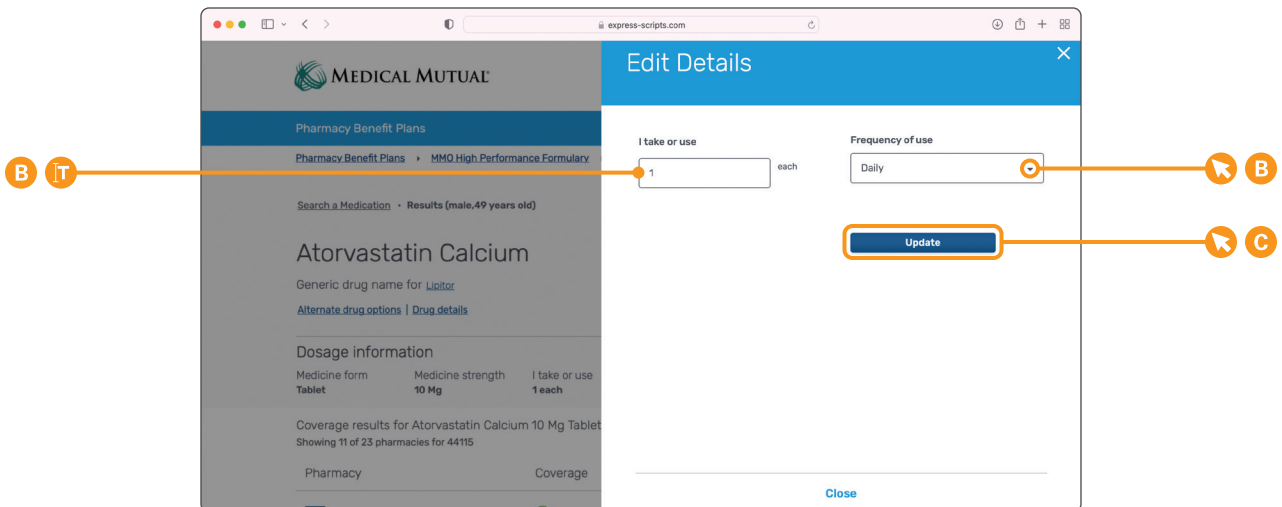 express-scripts.com
MEDICAL MUTUAL®
Edit Details
Pharmacy Benefit Plans
Pharmacy Benefit Plans MMO High Performance Formulary
Search a Medication • Results (male,49 years old)
Atorvastatin Calcium
Generic drug name for Lipitor
Alternate drug options | Drug details
Dosage information
Medicine form Medicine strength I take or use
Tablet 10 Mg 1 each
Coverage results for Atorvastatin Calcium 10 Mg Tablet
Showing 11 of 23 pharmacies for 44115
Pharmacy Coverage
I take or use
1 each
Frequency of use
Daily
Update
Close
B T
B
C